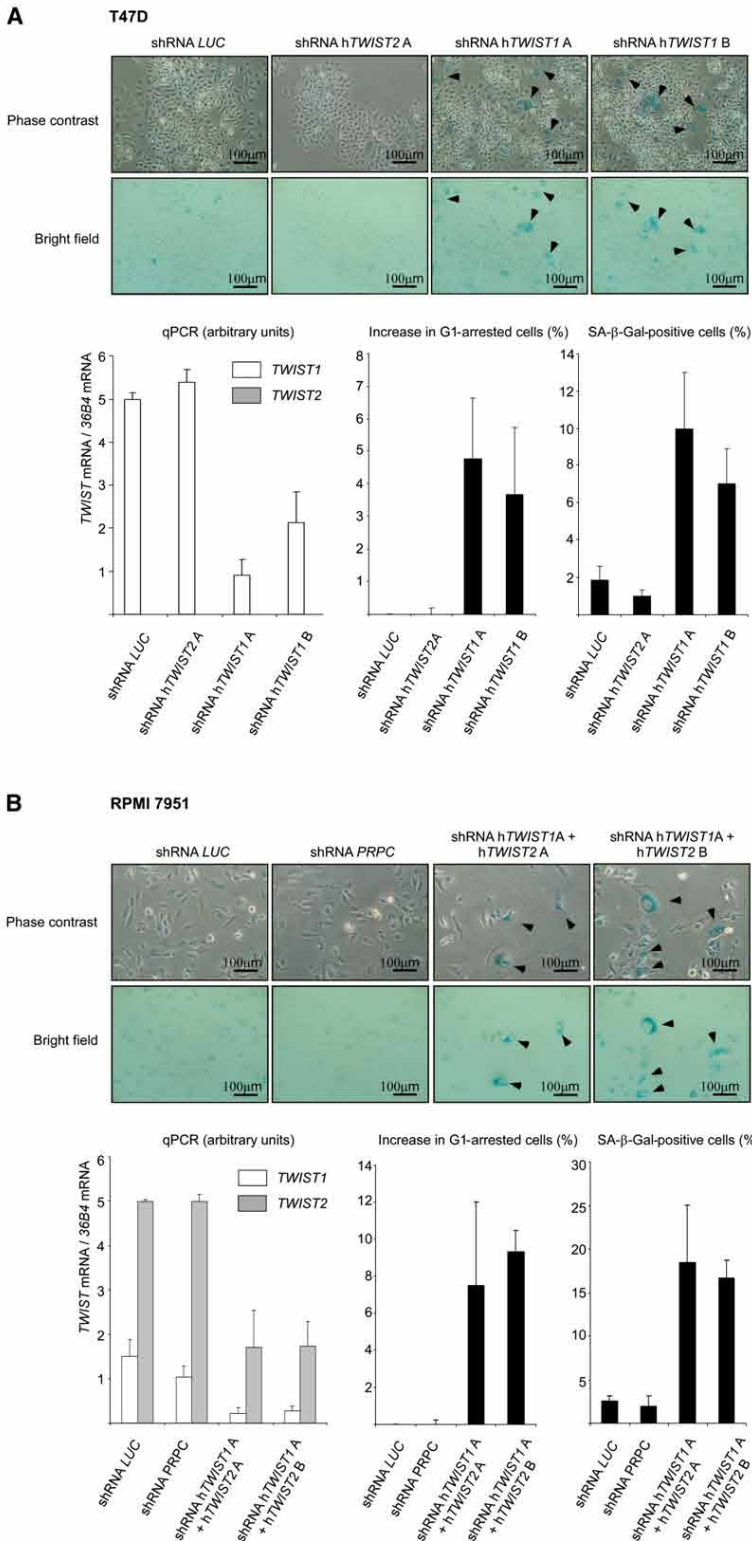 A T47D
shRNA LUC shRNA hTWIST2 A shRNA hTWIST1 A shRNA hTWIST1 B
Phase contrast
100µm 100µm 100µm 100µm
Bright field
100µm 100µm 100µm 100µm
qPCR (arbitrary units)
TWIST mRNA / 36B4 mRNA
6
5
4
3
2
1
TWIST1
TWIST2
shRNA LUC
shRNA hTWIST2 A
shRNA hTWIST1 A
shRNA hTWIST1 B
Increase in G1-arrested cells (%)
8
7
6
5
4
3
2
1
shRNA LUC
shRNA hTWIST2A
shRNA hTWIST1 A
shRNA hTWIST1 B
SA-β-Gal-positive cells (%)
14
12
10
8
6
4
2
shRNA LUC
shRNA hTWIST2 A
shRNA hTWIST1 A
shRNA hTWIST1 B
B RPMI 7951
shRNA LUC shRNA PRPC shRNA hTWIST1A + shRNA hTWIST1A +
hTWIST2 A hTWIST2 B
Phase contrast
100µm 100µm 100µm 100µm
Bright field
100µm 100µm 100µm 100µm
qPCR (arbitrary units)
TWIST mRNA / 36B4 mRNA
6
5
4
3
2
1
TWIST1
TWIST2
shRNA LUC
shRNA PRPC
shRNA hTWIST1 A
+ hTWIST2 A
shRNA hTWIST1 A
+ hTWIST2 B
Increase in G1-arrested cells (%)
14
12
10
8
6
4
2
shRNA LUC
shRNA PRPC
shRNA hTWIST1 A
+ hTWIST2 A
shRNA hTWIST1 A
+ hTWIST2 B
SA-β-Gal-positive cells (%
30
25
20
15
10
5
shRNA LUC
shRNA PRPC
shRNA hTWIST1 A
+ hTWIST2 A
shRNA hTWIST1 A
+ hTWIST2 B